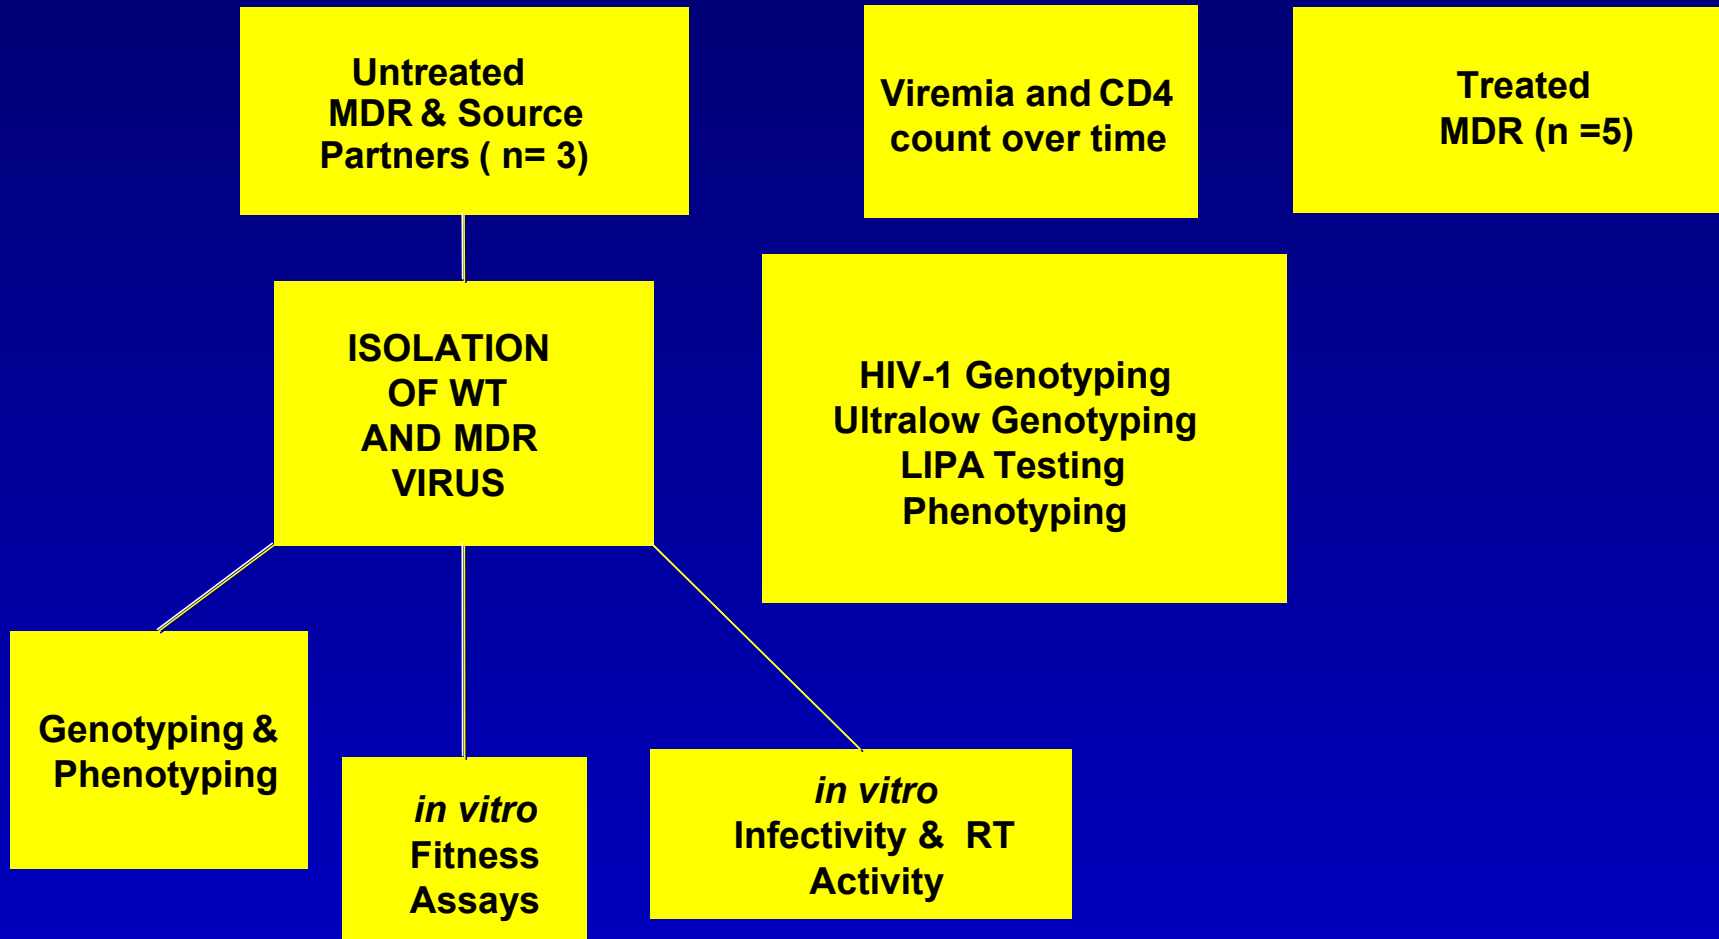 Untreated
MDR & Source
Partners ( n= 3)
Viremia and CD4
count over time
Treated
MDR (n =5)
ISOLATION
OF WT
AND MDR
VIRUS
HIV-1 Genotyping
Ultralow Genotyping
LIPA Testing
Phenotyping
Genotyping &
Phenotyping
in vitro
Fitness
Assays
in vitro
Infectivity & RT
Activity